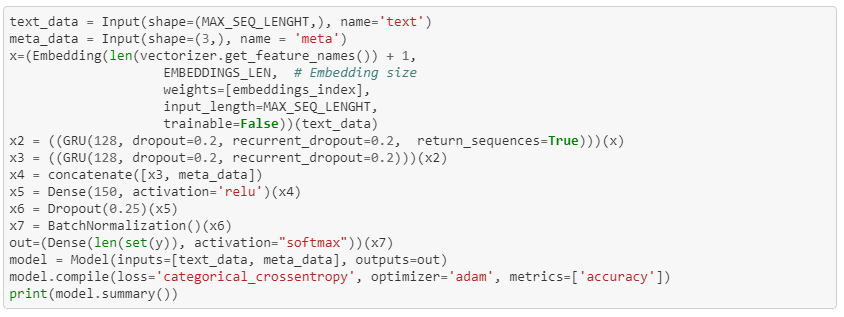 text_data = Input(shape=(MAX_SEQ_LENGHT,), name='text')
meta_data = Input(shape=(3,), name = 'meta')
x=(Embedding(len(vectorizer.get_feature_names()) + 1,
                    EMBEDDINGS_LEN,  # Embedding size
                    weights=[embeddings_index],
                    input_length=MAX_SEQ_LENGHT,
                    trainable=False))(text_data)
x2 = ((GRU(128, dropout=0.2, recurrent_dropout=0.2,  return_sequences=True)))(x)
x3 = ((GRU(128, dropout=0.2, recurrent_dropout=0.2)))(x2)
x4 = concatenate([x3, meta_data])
x5 = Dense(150, activation='relu')(x4)
x6 = Dropout(0.25)(x5)
x7 = BatchNormalization()(x6)
out=(Dense(len(set(y)), activation="softmax"))(x7)
model = Model(inputs=[text_data, meta_data], outputs=out)
model.compile(loss='categorical_crossentropy', optimizer='adam', metrics=['accuracy'])
print(model.summary())